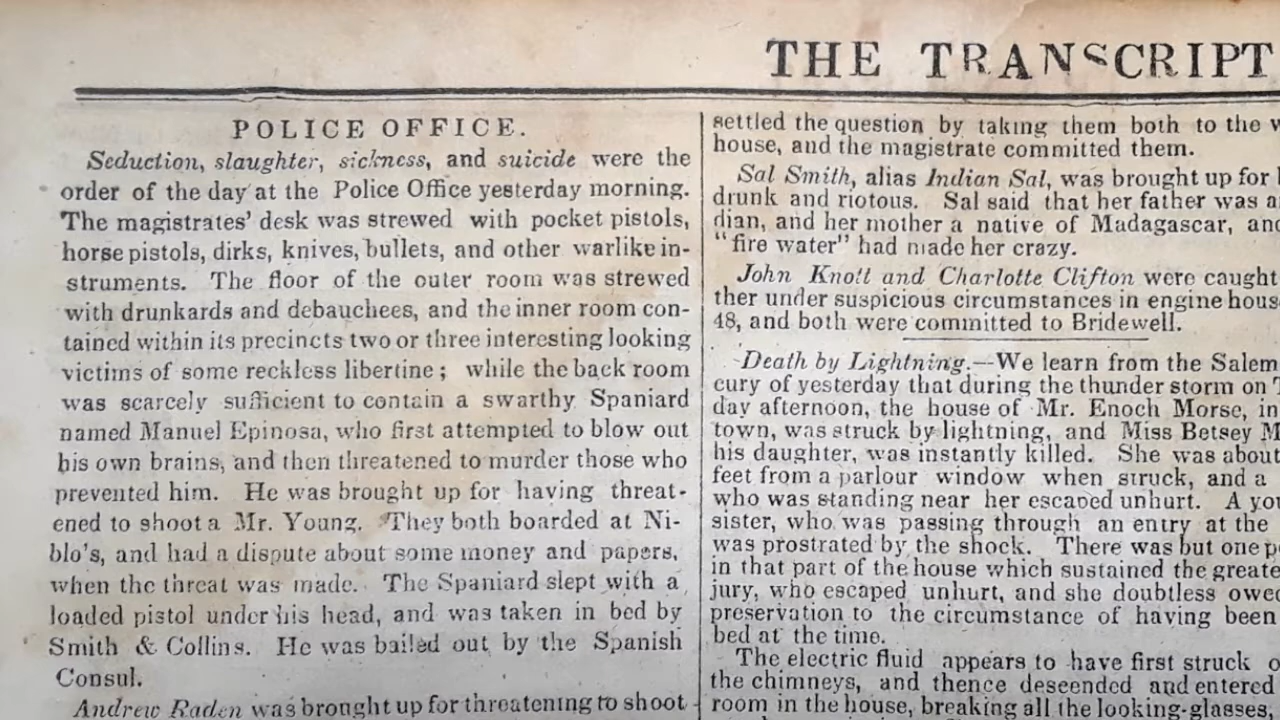 THE TRANSCRIPT
POLICE OFFICE.
Seduction, slaughter, sickness, and suicide were the
order of the day at the Police Office yesterday morning.
The magistrates' desk was strewed with pocket pistols,
horse pistols, dirks, knives, bullets, and other warlike in-
struments. The floor of the outer room was strewed
with drunkards and debauchees, and the inner room con-
tained within its precincts two or three interesting looking
victims of some reckless libertine; while the back room
was scarcely sufficient to contain a swarthy Spaniard
named Manuel Epinosa, who first attempted to blow out
his own brains, and then threatened to murder those who
prevented him. He was brought up for having threat-
ened to shoot a Mr. Young. They both boarded at Ni-
blo's, and had a dispute about some money and papers,
when the threat was made. The Spaniard slept with a
loaded pistol under his head, and was taken in bed by
Smith & Collins. He was bailed out by the Spanish
Consul.
Andrew Raden was brought up for threatening to shoot
settled the question by taking them both to the
house, and the magistrate committed them.
Sal Smith, alias Indian Sal, was brought up for
drunk and riotous. Sal said that her father was
dian, and her mother a native of Madagascar, and
"fire water" had made her crazy.
John Knott and Charlotte Clifton were caught
ther under suspicious circumstances in engine hous
48, and both were committed to Bridewell.
Death by Lightning.—We learn from the Salem
cury of yesterday that during the thunder storm on
day afternoon, the house of Mr. Enoch Morse, in
town, was struck by lightning, and Miss Betsey M
his daughter, was instantly killed. She was about
feet from a parlour window when struck, and a
who was standing near her escaped unhurt. A you
sister, who was passing through an entry at the
was prostrated by the shock. There was but one
in that part of the house which sustained the greate
jury, who escaped unhurt, and she doubtless owed
preservation to the circumstance of having been
bed at the time.
The electric fluid appears to have first struck
the chimneys, and thence descended and entered
room in the house, breaking all the looking-glasses,